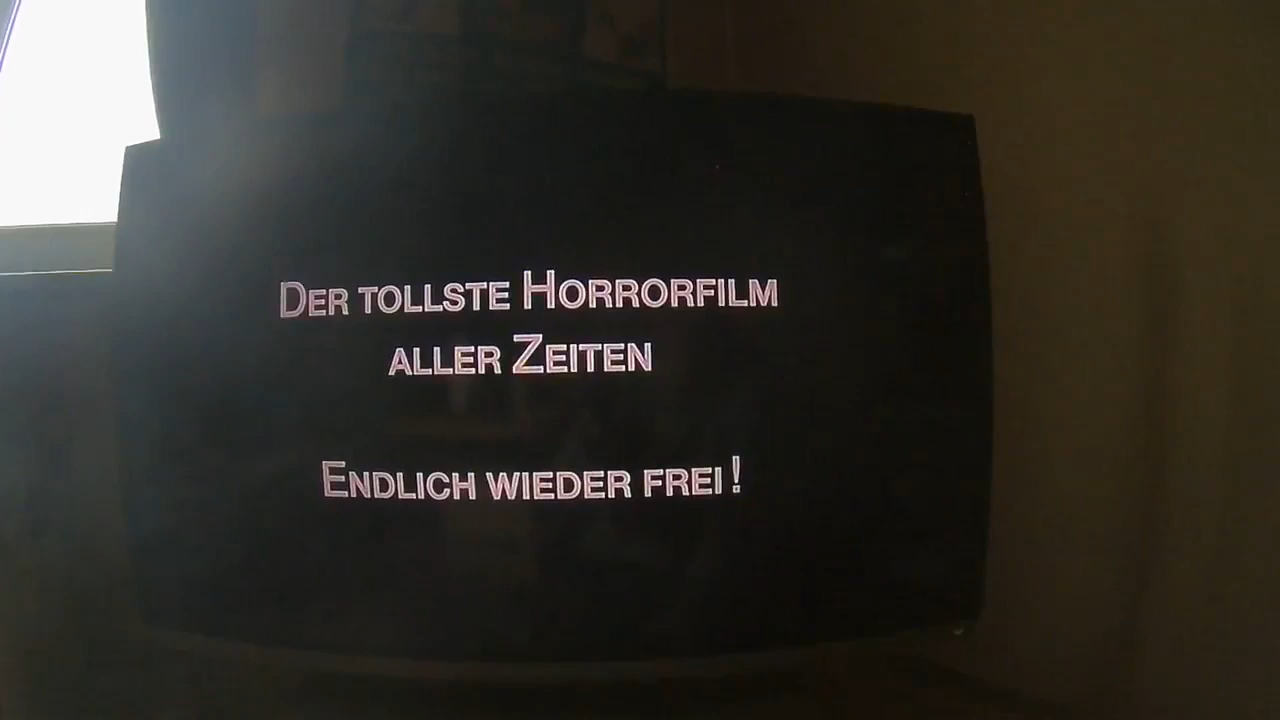 Der tollste Horrorfilm
aller Zeiten
Endlich wieder frei !